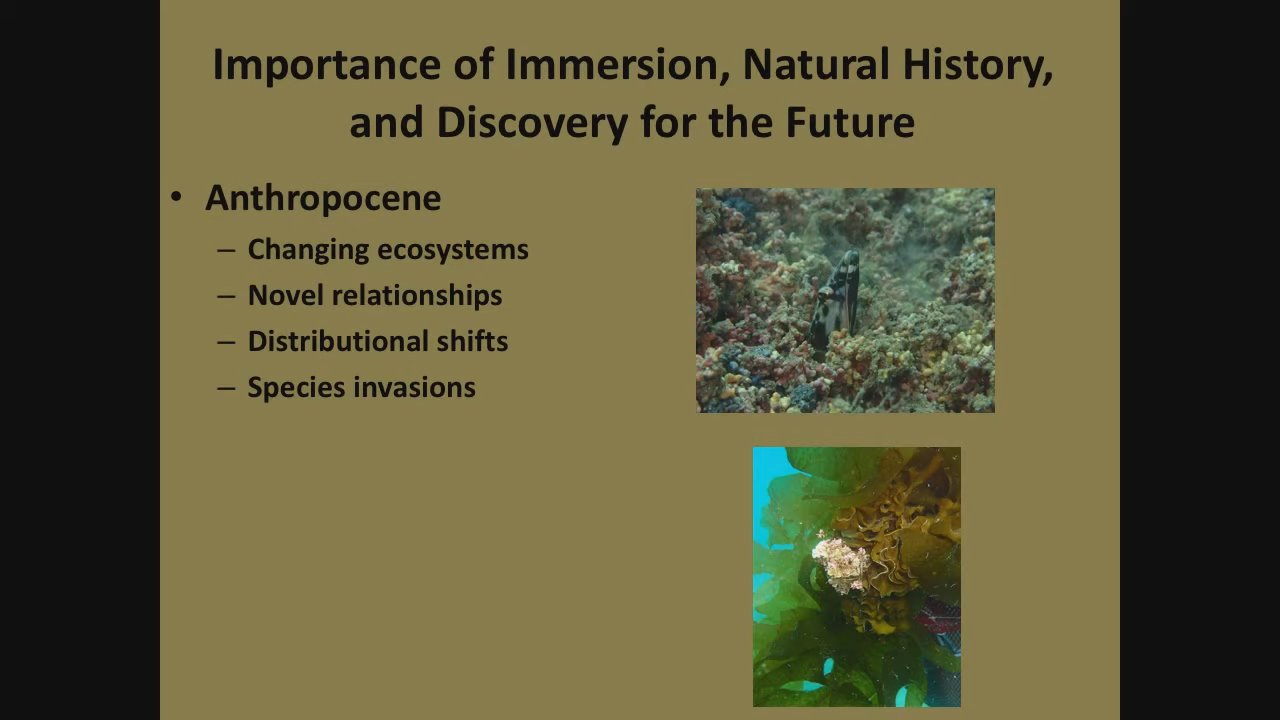 Importance of Immersion, Natural History,
and Discovery for the Future
• Anthropocene
– Changing ecosystems
– Novel relationships
– Distributional shifts
– Species invasions